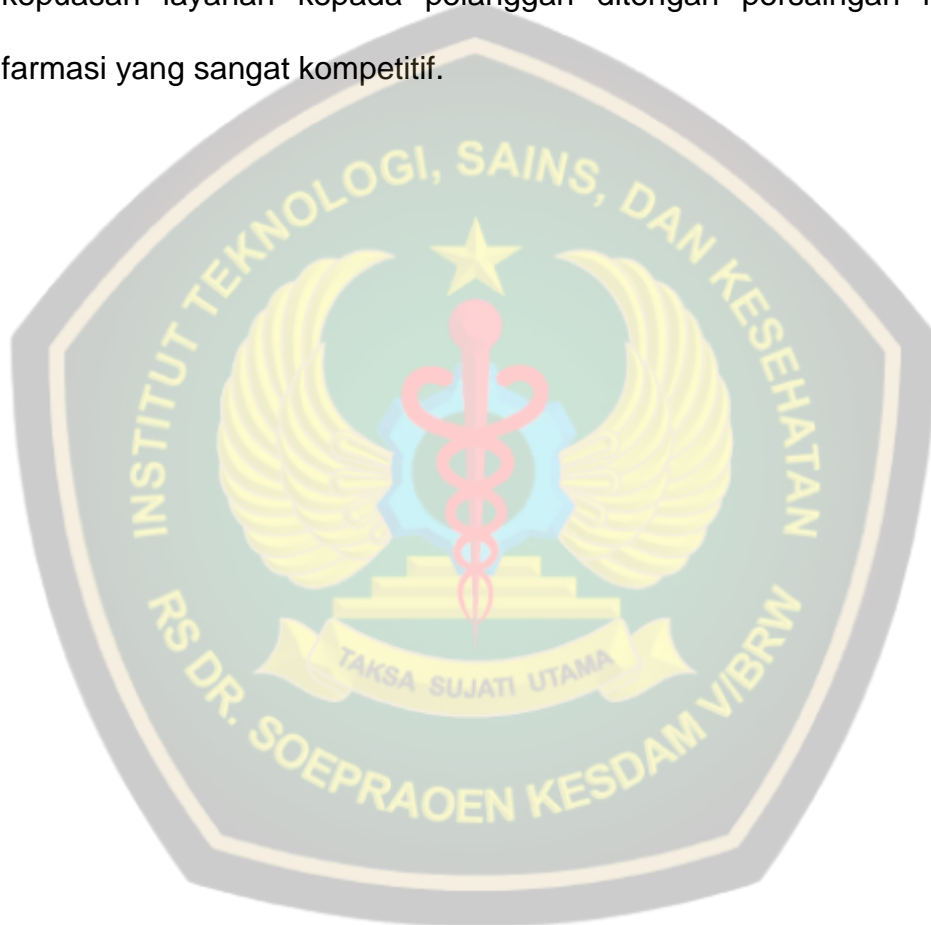 kepuasan layanan kepada pelanggan ditengah persaingan
farmasi yang sangat kompetitif.
INSTITUT TEKNOLOGI, SAINS, DAN KESEHATAN
TAKSA SUJATI UTAMA
RS DR. SOEPRAOEN KESDAM V/BRW